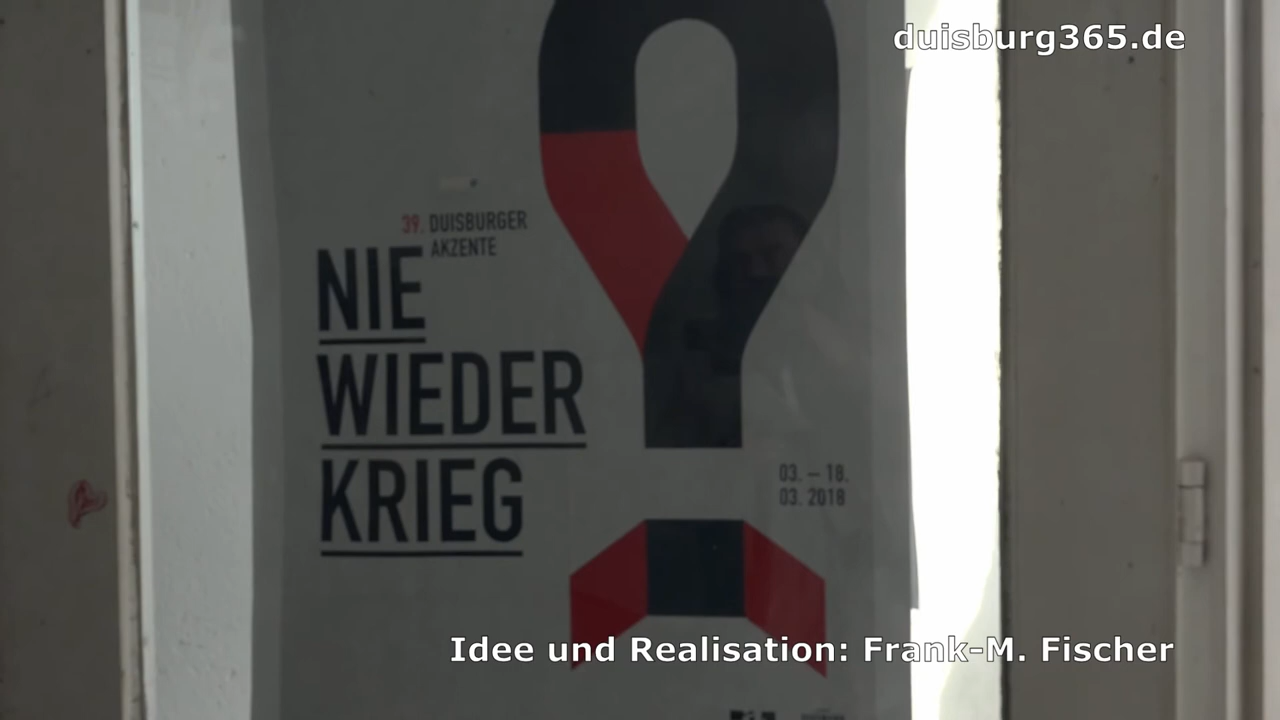 duisburg365.de
39. DUISBURGER
AKZENTE
NIE
WIEDER
KRIEG
03. – 18.
03. 2018
Idee und Realisation: Frank-M. Fischer